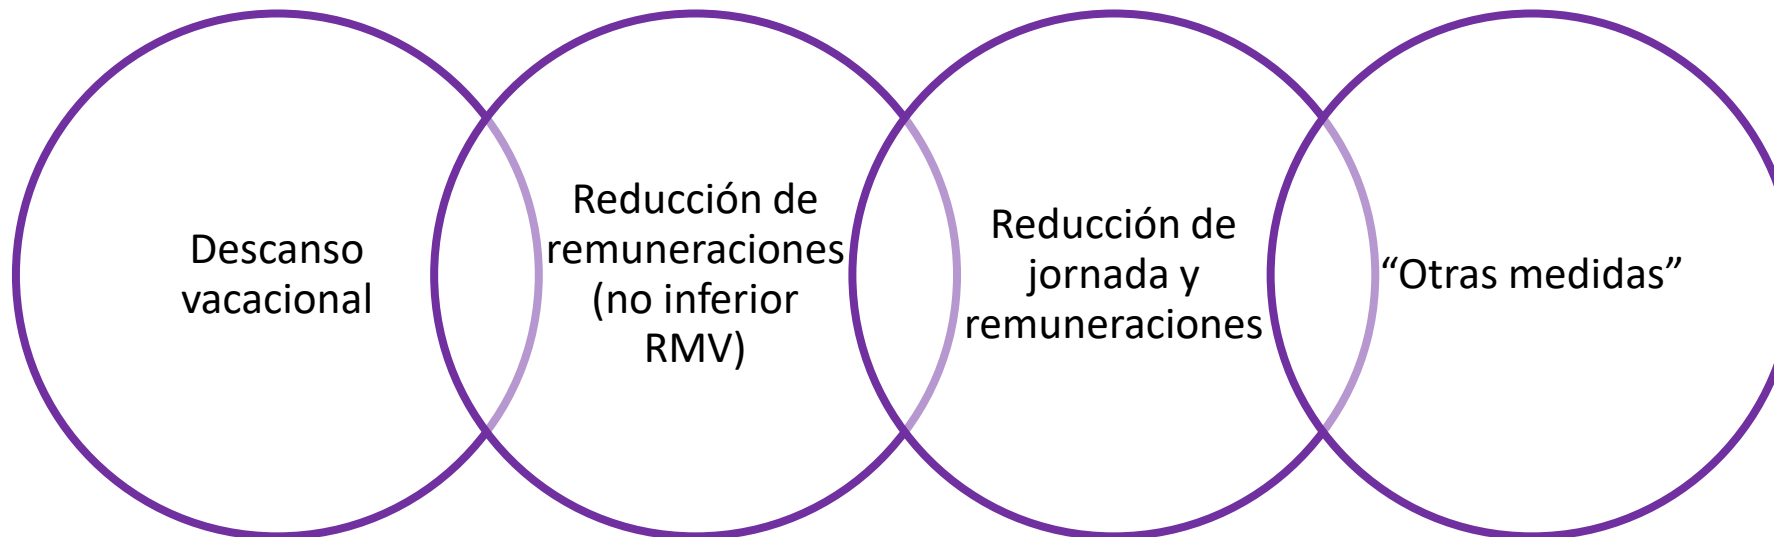 Descanso
vacacional
Reducción de
remuneraciones
(no inferior
RMV)
Reducción de
jornada y
remuneraciones
“Otras medidas”